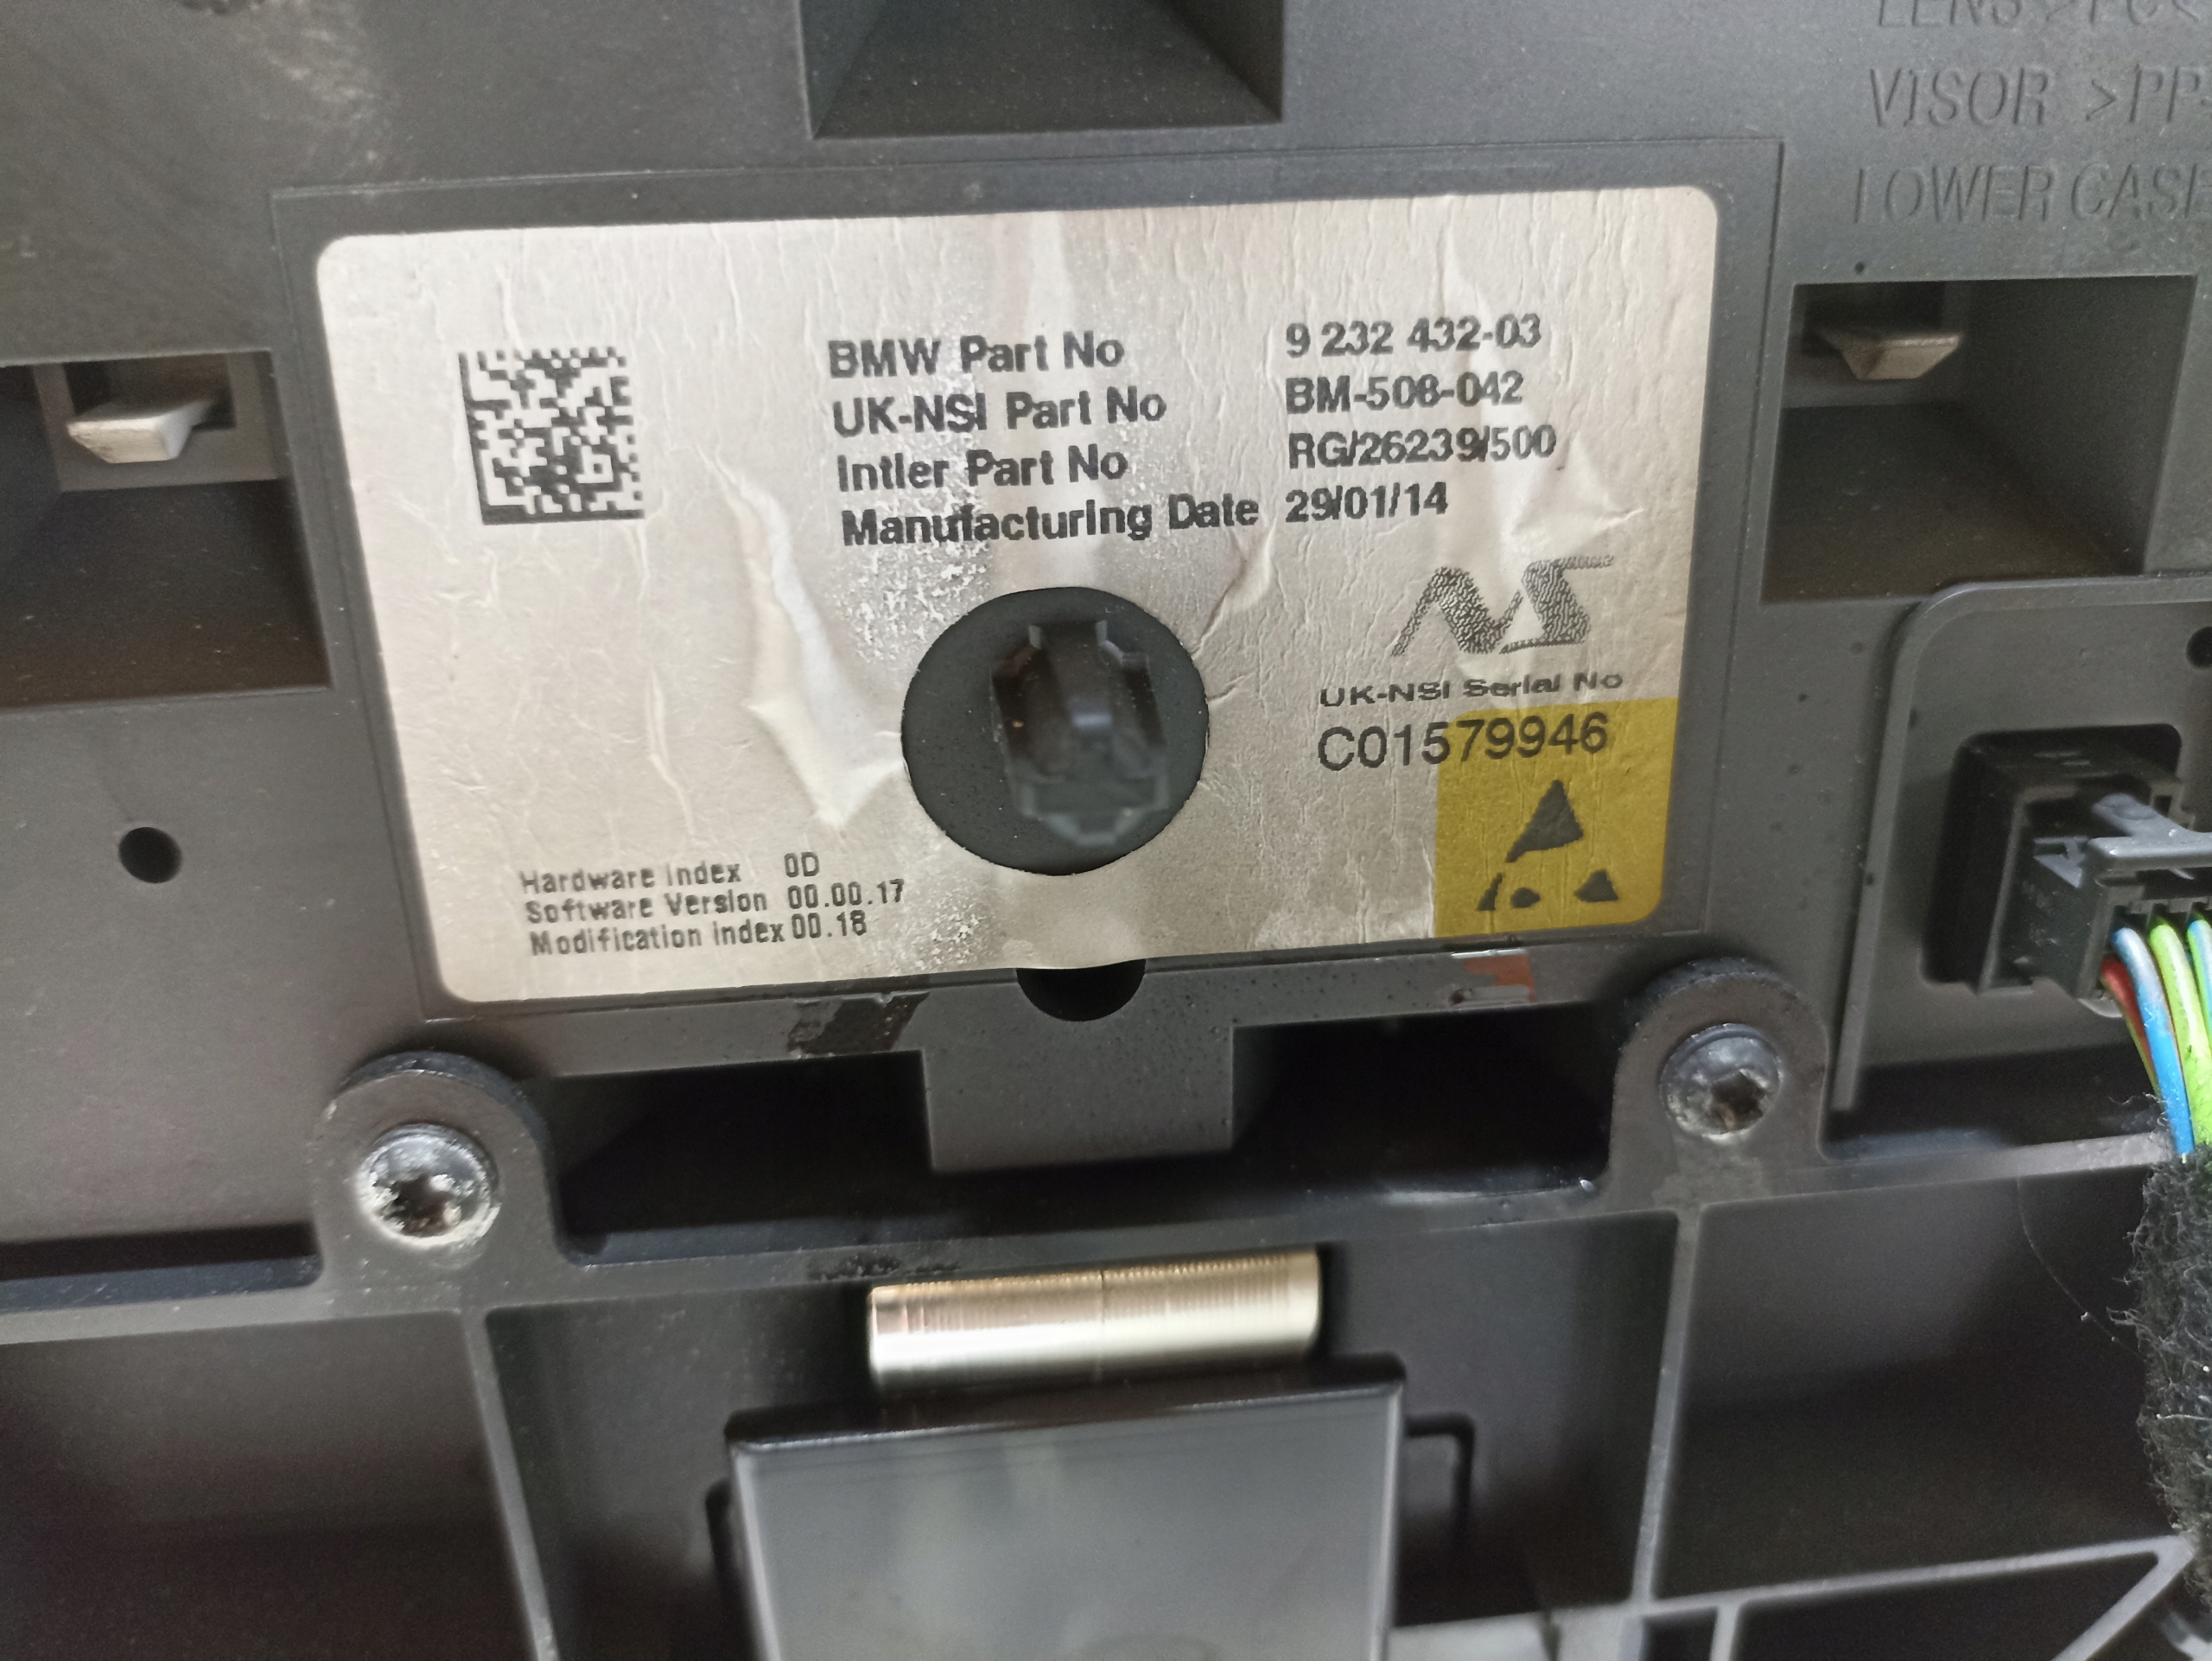 VISOR >PP
LOWER CASE
BMW Part No 9 232 432-03
UK-NSI Part No BM-508-042
Intier Part No RG/26239/500
Manufacturing Date 29/01/14
NS
UK-NSI Serial No
C01579946
Hardware index 0D
Software Version 00.00.17
Modification index 00.18